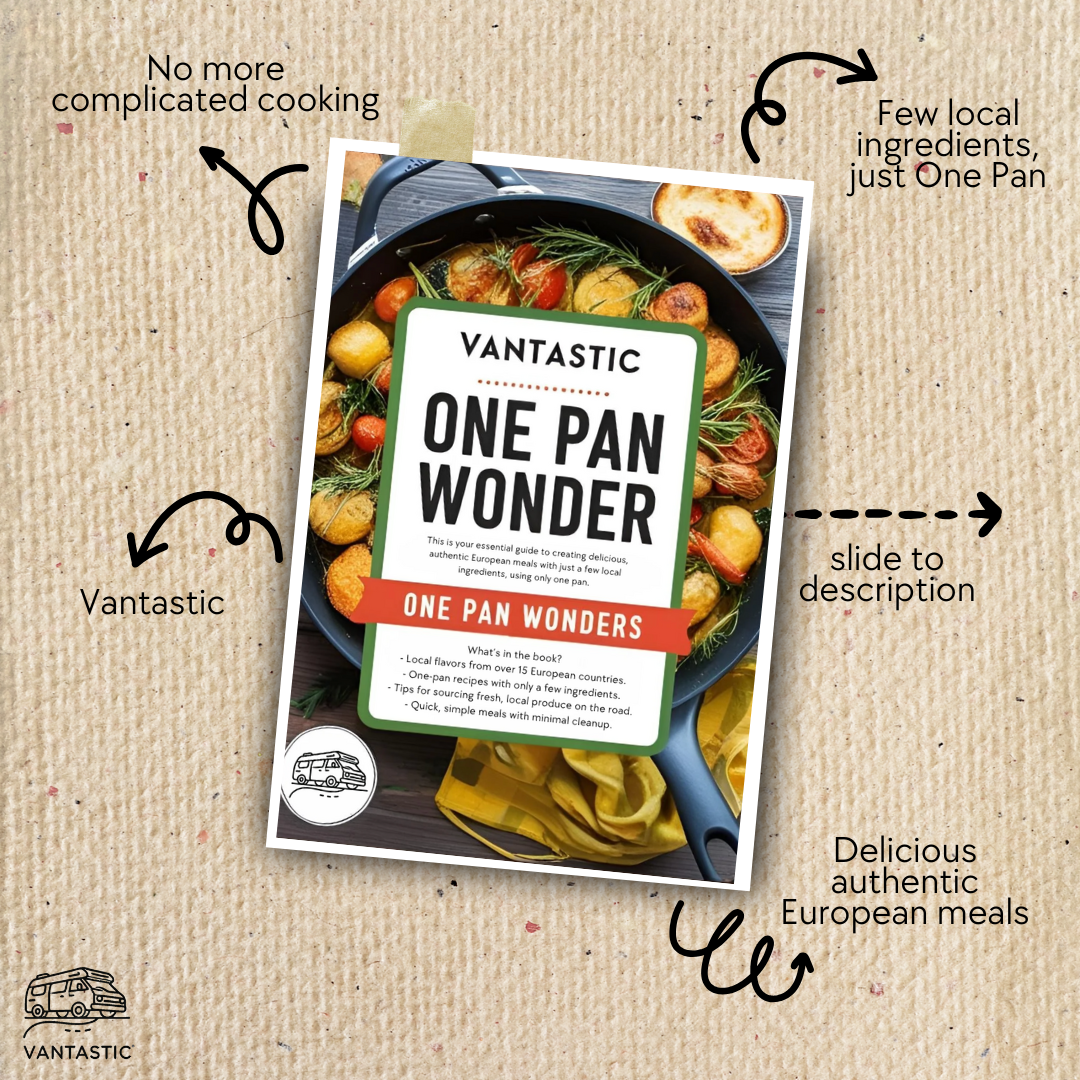 No more
complicated cooking
Few local
ingredients,
just One Pan
VANTASTIC
ONE PAN
WONDER
This is your essential guide to creating delicious,
authentic European meals with just a few local
ingredients, using only one pan.
ONE PAN WONDERS
What's in the book?
- Local flavors from over 15 European countries.
- One-pan recipes with only a few ingredients.
- Tips for sourcing fresh, local produce on the road.
- Quick, simple meals with minimal cleanup.
Vantastic
slide to
description
Delicious
authentic
European meals
VANTASTIC